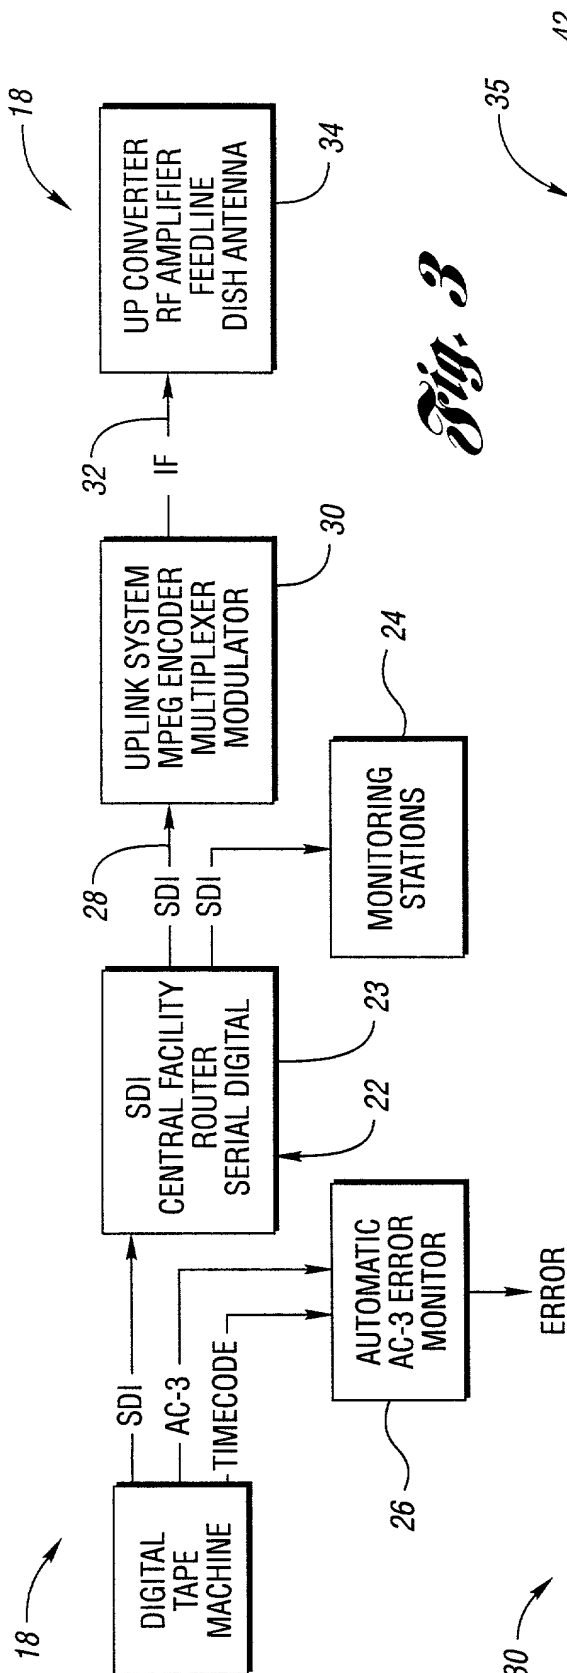 18
DIGITAL
TAPE
MACHINE
SDI
AC-3
TIMECODE
26
AUTOMATIC
AC-3 ERROR
MONITOR
ERROR
SDI
CENTRAL FACILITY
ROUTER
SERIAL DIGITAL
22
23
28
SDI
SDI
MONITORING
STATIONS
24
UPLINK SYSTEM
MPEG ENCODER
MULTIPLEXER
MODULATOR
30
32
IF
UP CONVERTER
RF AMPLIFIER
FEEDLINE
DISH ANTENNA
34
18
Fig. 3
35
42